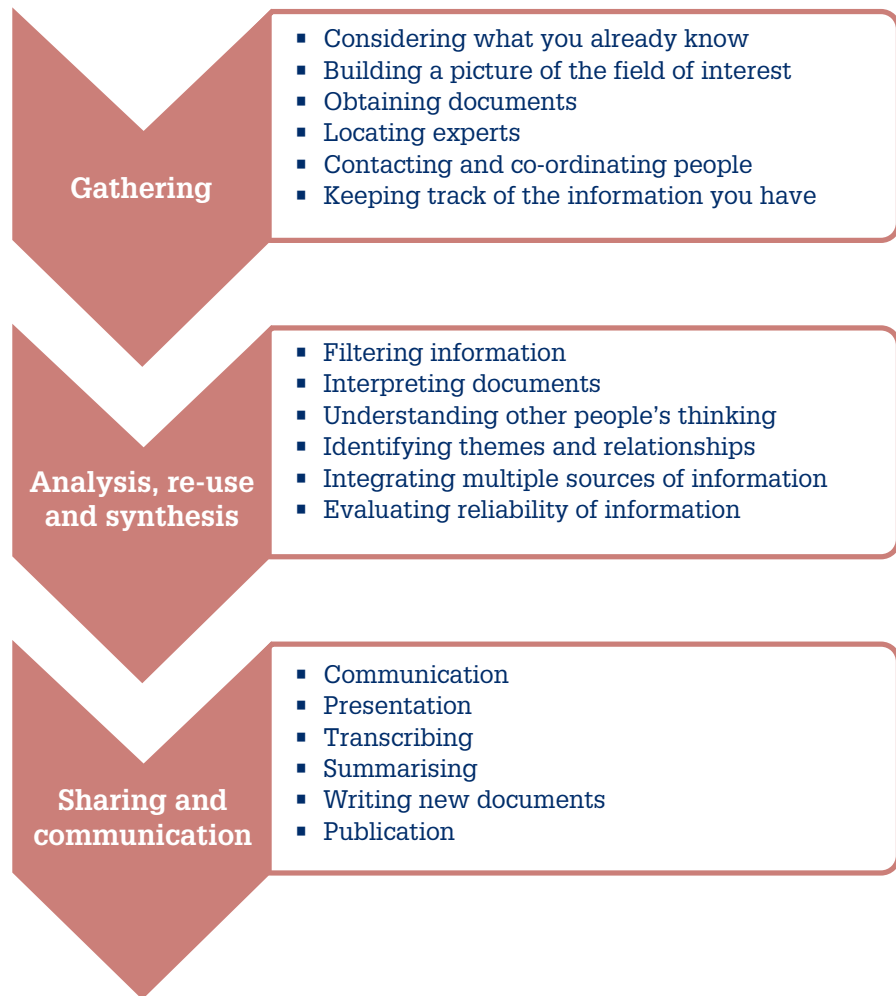 Gathering
▪ Considering what you already know
▪ Building a picture of the field of interest
▪ Obtaining documents
▪ Locating experts
▪ Contacting and co-ordinating people
▪ Keeping track of the information you have
Analysis, re-use
and synthesis
▪ Filtering information
▪ Interpreting documents
▪ Understanding other people’s thinking
▪ Identifying themes and relationships
▪ Integrating multiple sources of information
▪ Evaluating reliability of information
Sharing and
communication
▪ Communication
▪ Presentation
▪ Transcribing
▪ Summarising
▪ Writing new documents
▪ Publication